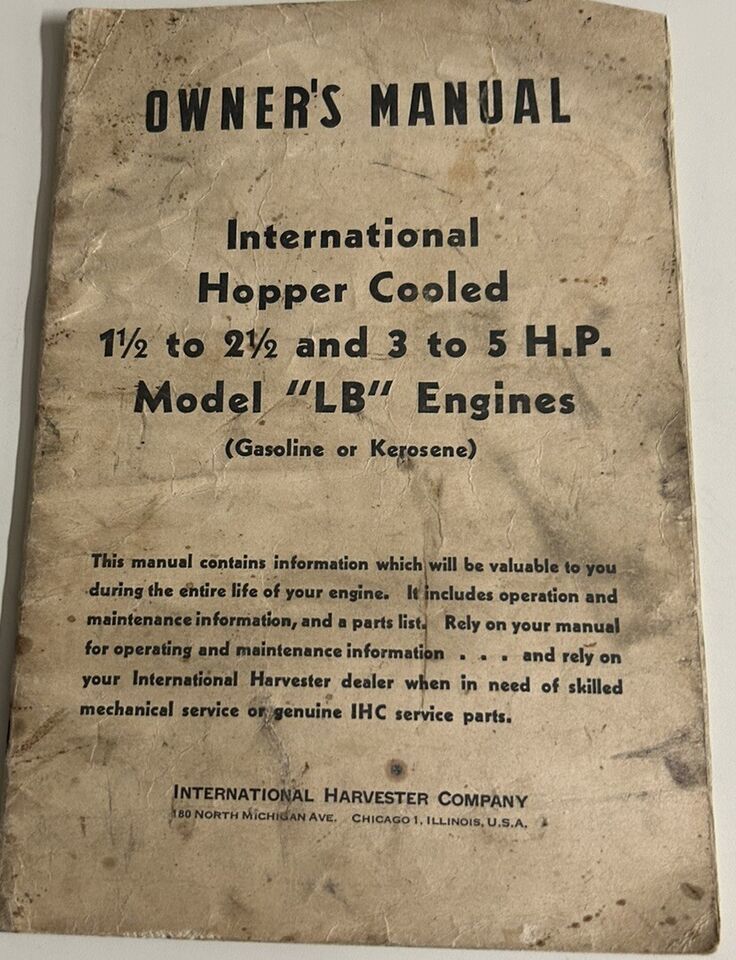 OWNER'S MANUAL
International
Hopper Cooled
1½ to 2½ and 3 to 5 H.P.
Model "LB" Engines
(Gasoline or Kerosene)
This manual contains information which will be valuable to you
during the entire life of your engine. It includes operation and
maintenance information, and a parts list. Rely on your manual
for operating and maintenance information . . . and rely on
your International Harvester dealer when in need of skilled
mechanical service or genuine IHC service parts.
INTERNATIONAL HARVESTER COMPANY
180 NORTH MICHIGAN AVE. CHICAGO 1, ILLINOIS, U.S.A.